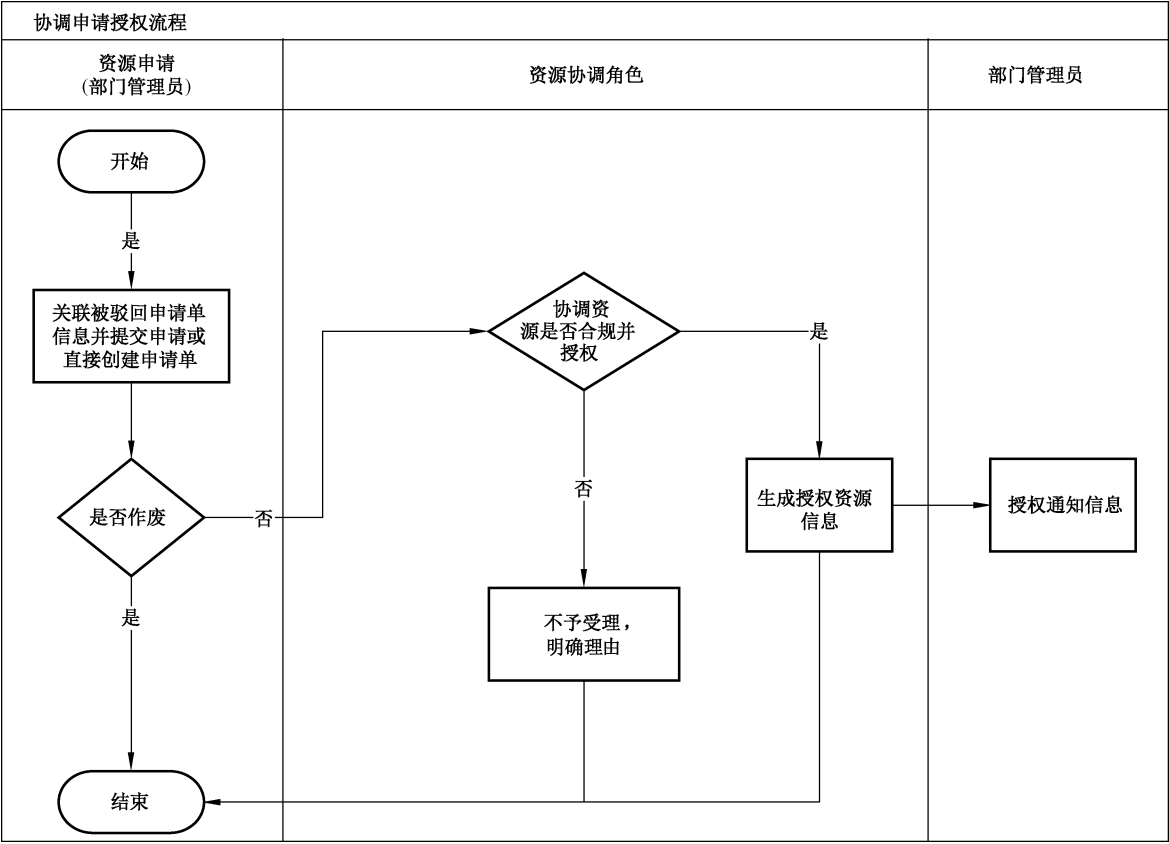 协调申请授权流程
资源申请
(部门管理员)
资源协调角色
部门管理员
开始
是
关联被驳回申请单
信息并提交申请或
直接创建申请单
是否作废
否
是
结束
协调资
源是否合规并
授权
是
否
不予受理，
明确理由
生成授权资源
信息
授权通知信息